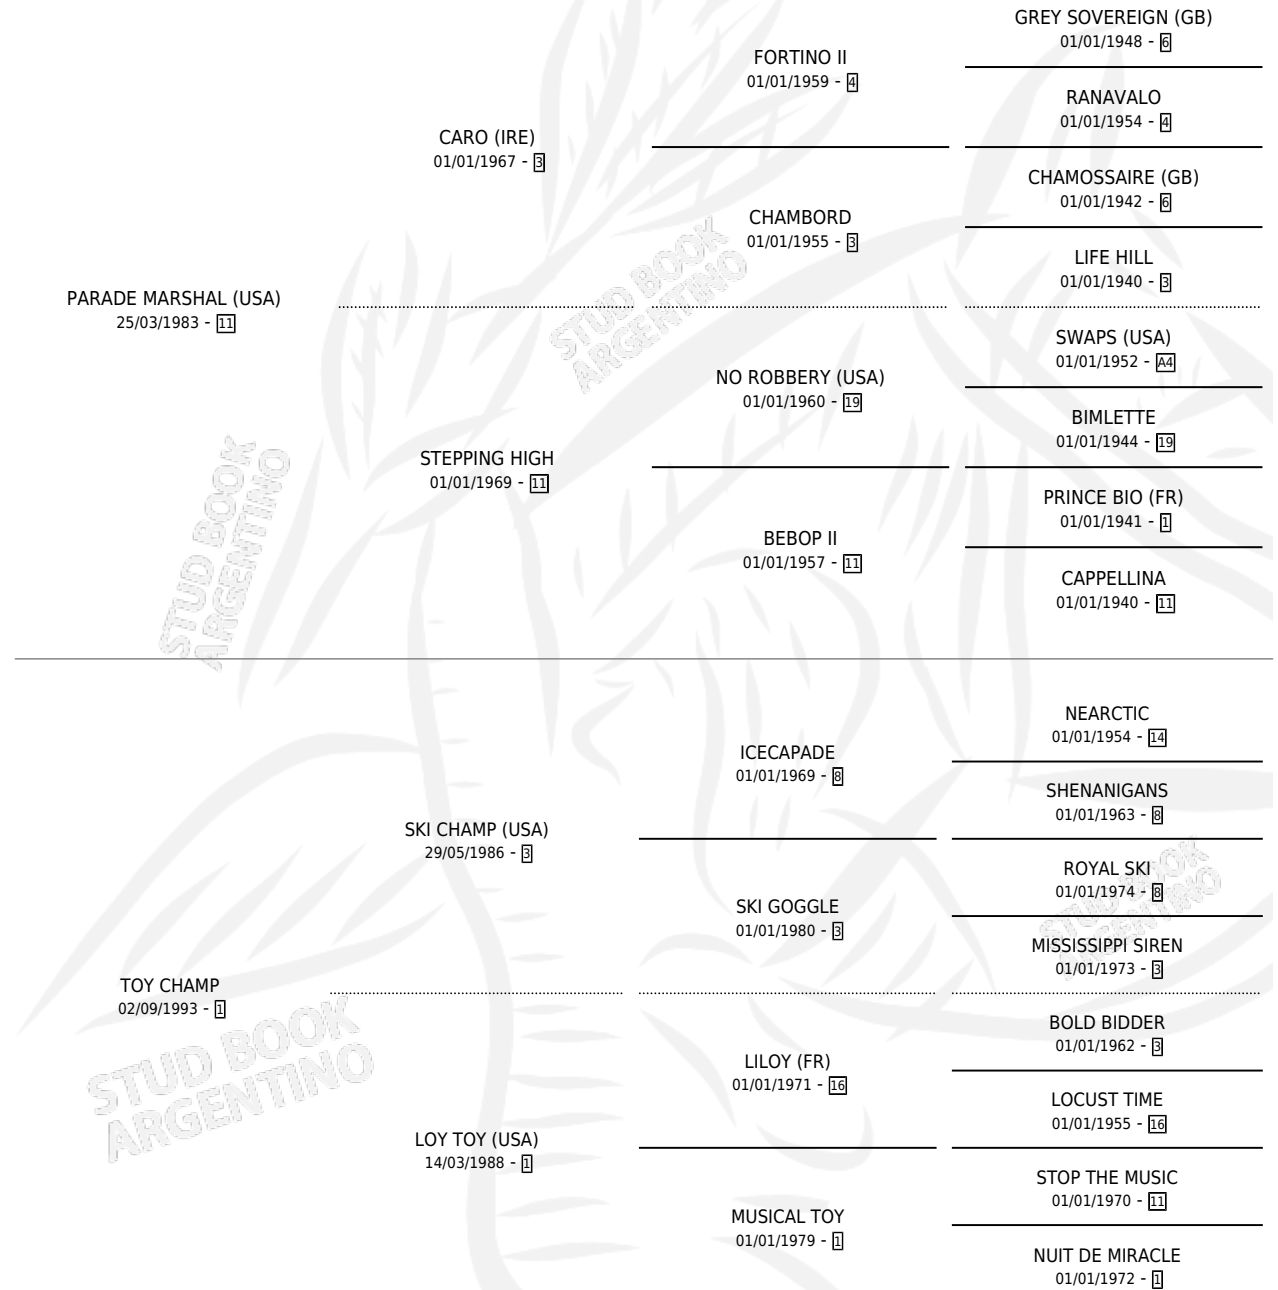 GREY SOVEREIGN (GB)
01/01/1948 - 6
FORTINO II
01/01/1959 - 4
RANAVALO
01/01/1954 - 4
CARO (IRE)
01/01/1967 - 3
CHAMOSSAIRE (GB)
01/01/1942 - 6
CHAMBORD
01/01/1955 - 3
LIFE HILL
01/01/1940 - 3
PARADE MARSHAL (USA)
25/03/1983 - 11
SWAPS (USA)
01/01/1952 - A4
NO ROBBERY (USA)
01/01/1960 - 19
BIMLETTE
01/01/1944 - 19
STEPPING HIGH
01/01/1969 - 11
PRINCE BIO (FR)
01/01/1941 - 1
BEBOP II
01/01/1957 - 11
CAPPELLINA
01/01/1940 - 11
STUD BOOK
ARGENTINO
STUD BOOK
ARGENTINO
NEARCTIC
01/01/1954 - 14
ICECAPADE
01/01/1969 - 8
SHENANIGANS
01/01/1963 - 8
SKI CHAMP (USA)
29/05/1986 - 3
ROYAL SKI
01/01/1974 - 8
SKI GOGGLE
01/01/1980 - 3
MISSISSIPPI SIREN
01/01/1973 - 3
TOY CHAMP
02/09/1993 - 1
BOLD BIDDER
01/01/1962 - 3
LILOY (FR)
01/01/1971 - 16
LOCUST TIME
01/01/1955 - 16
LOY TOY (USA)
14/03/1988 - 1
STOP THE MUSIC
01/01/1970 - 11
MUSICAL TOY
01/01/1979 - 1
NUIT DE MIRACLE
01/01/1972 - 1
STUD BOOK
ARGENTINO
STUD BOOK
ARGENTINO